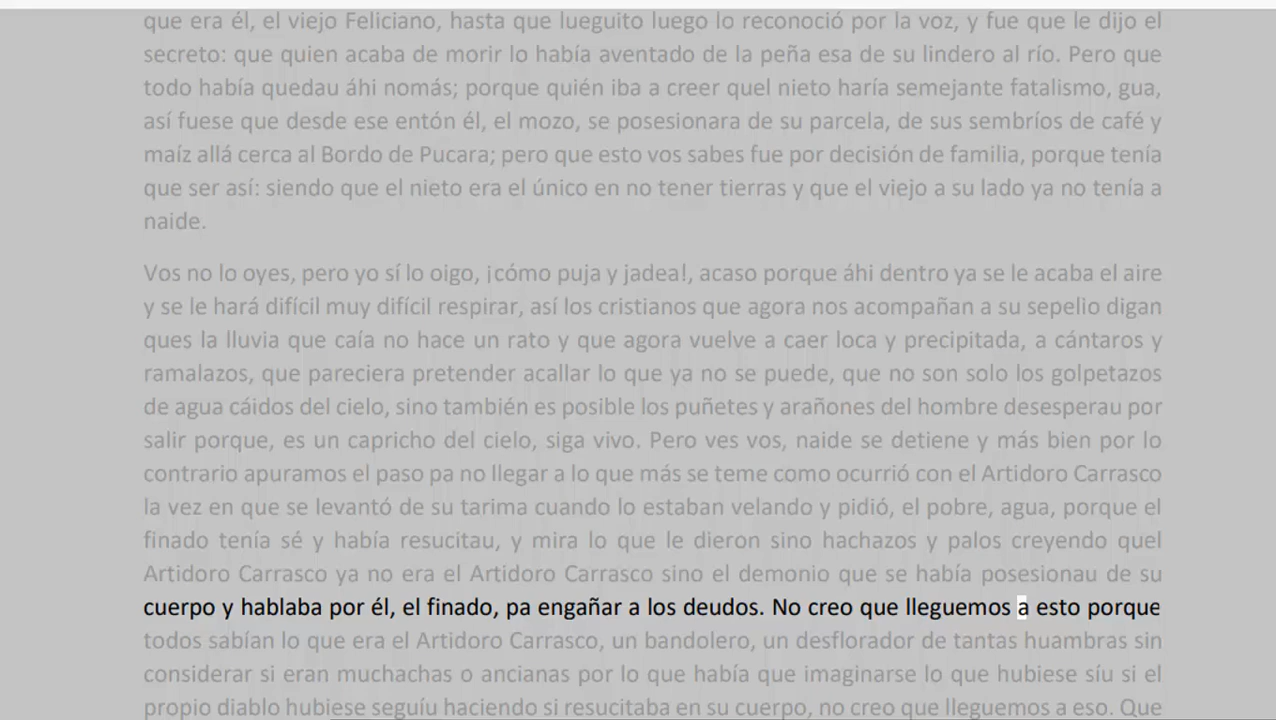 que era él, el viejo Feliciano, hasta que lueguito luego lo reconoció por la voz, y fue que le dijo el
secreto: que quien acaba de morir lo había aventado de la peña esa de su lindero al río. Pero que
todo había quedau áhi nomás; porque quién iba a creer quel nieto haría semejante fatalismo, gua,
así fuese que desde ese entón él, el mozo, se posesionara de su parcela, de sus sembríos de café y
maíz allá cerca al Bordo de Pucara; pero que esto vos sabes fue por decisión de familia, porque tenía
que ser así: siendo que el nieto era el único en no tener tierras y que el viejo a su lado ya no tenía a
naide.
Vos no lo oyes, pero yo sí lo oigo, ¡cómo puja y jadea!, acaso porque áhi dentro ya se le acaba el aire
y se le hará difícil muy difícil respirar, así los cristianos que agora nos acompañan a su sepelio digan
ques la lluvia que caía no hace un rato y que agora vuelve a caer loca y precipitada, a cántaros y
ramalazos, que pareciera pretender acallar lo que ya no se puede, que no son solo los golpetazos
de agua cáidos del cielo, sino también es posible los puñetes y arañones del hombre desesperau por
salir porque, es un capricho del cielo, siga vivo. Pero ves vos, naide se detiene y más bien por lo
contrario apuramos el paso pa no llegar a lo que más se teme como ocurrió con el Artidoro Carrasco
la vez en que se levantó de su tarima cuando lo estaban velando y pidió, el pobre, agua, porque el
finado tenía sé y había resucitau, y mira lo que le dieron sino hachazos y palos creyendo quel
Artidoro Carrasco ya no era el Artidoro Carrasco sino el demonio que se había posesionau de su
cuerpo y hablaba por él, el finado, pa engañar a los deudos. No creo que lleguemos a esto porque
todos sabían lo que era el Artidoro Carrasco, un bandolero, un desflorador de tantas huambras sin
considerar si eran muchachas o ancianas por lo que había que imaginarse lo que hubiese síu si el
propio diablo hubiese seguíu haciendo si resucitaba en su cuerpo, no creo que lleguemos a eso. Que